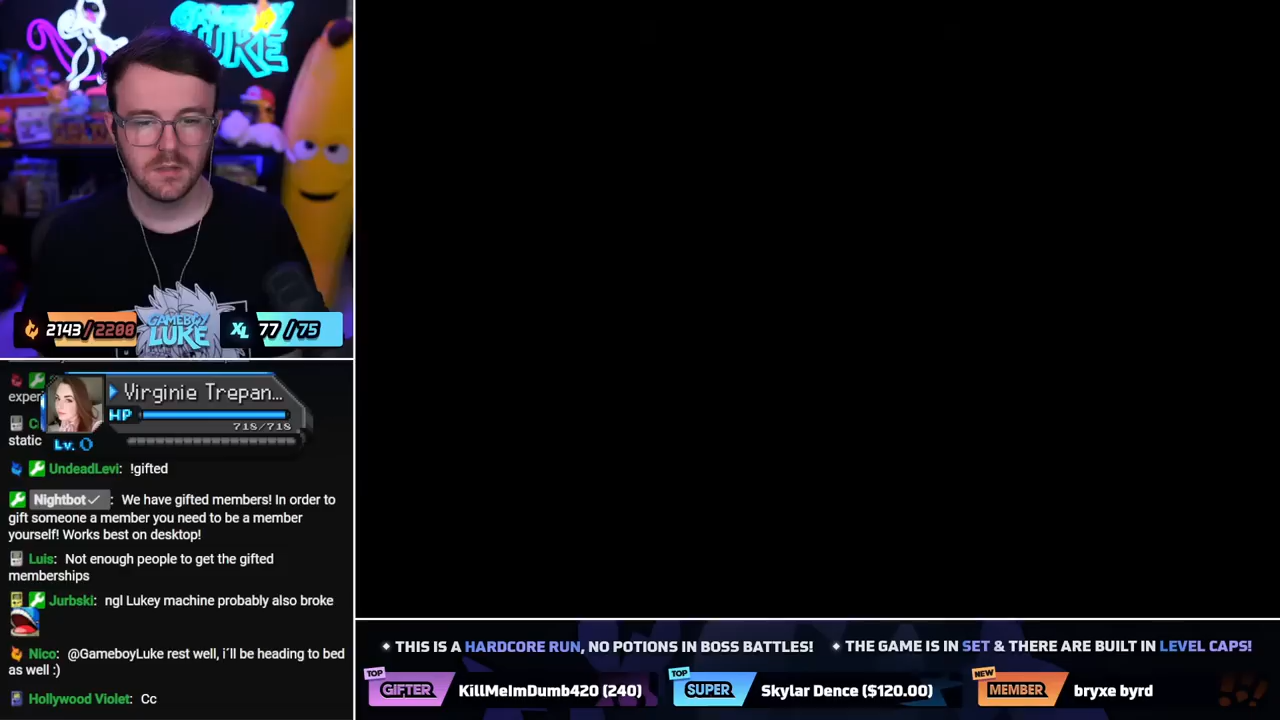 GAMEBOY
LUKE
2143/2200
GAMEBOY
LUKE
XL 77/75
Virginie Trepan...
exper
HP
718/718
C
static
Lv. 0
UndeadLevi: !gifted
Nightbot: We have gifted members! In order to
gift someone a member you need to be a member
yourself! Works best on desktop!
Luis: Not enough people to get the gifted
memberships
Jurbski: ngl Lukey machine probably also broke
Nico: @GameboyLuke rest well, i´ll be heading to bed
as well :)
Hollywood Violet: Cc
THIS IS A HARDCORE RUN, NO POTIONS IN BOSS BATTLES! THE GAME IS IN SET & THERE ARE BUILT IN LEVEL CAPS!
TOP GIFTER KillMeImDumb420 (240) TOP SUPER Skylar Dence ($120.00) NEW MEMBER bryxe byrd